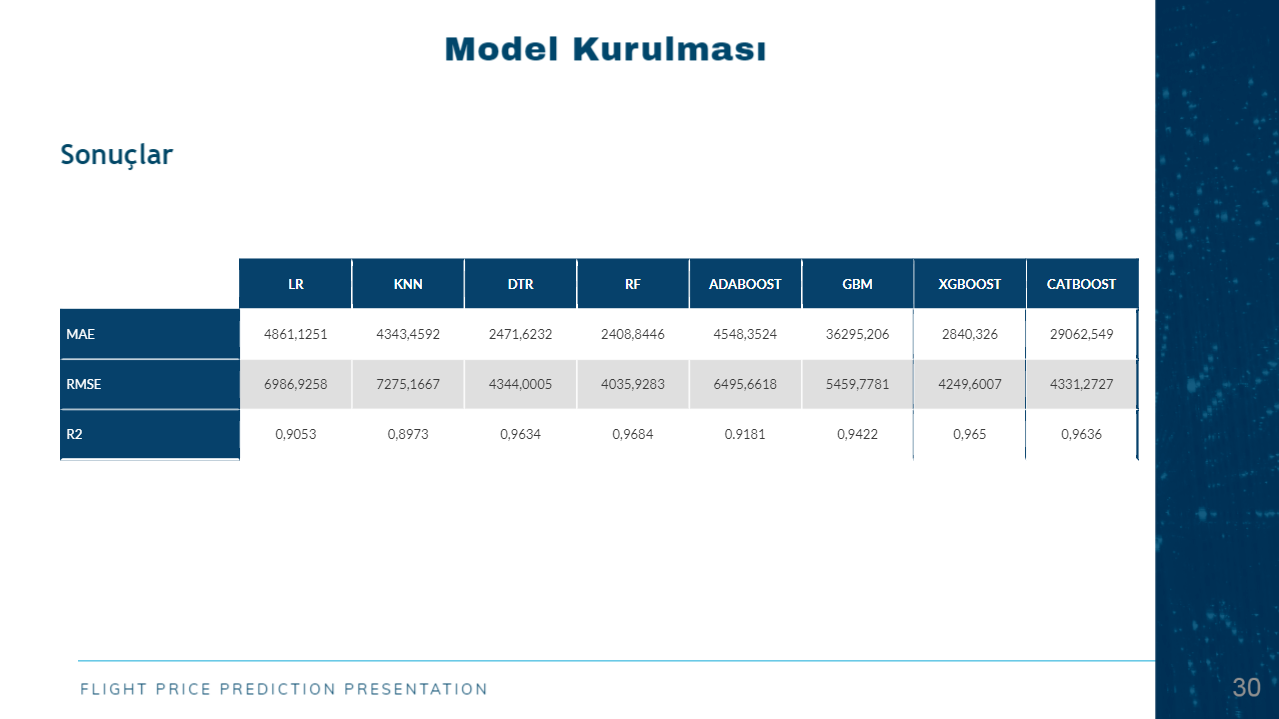 Model Kurulması
Sonuçlar
LR KNN DTR RF ADABOOST GBM XGBOOST CATBOOST
MAE 4861,1251 4343,4592 2471,6232 2408,8446 4548,3524 36295,206 2840,326 29062,549
RMSE 6986,9258 7275,1667 4344,0005 4035,9283 6495,6618 5459,7781 4249,6007 4331,2727
R2 0,9053 0,8973 0,9634 0,9684 0.9181 0,9422 0,965 0,9636
FLIGHT PRICE PREDICTION PRESENTATION
30